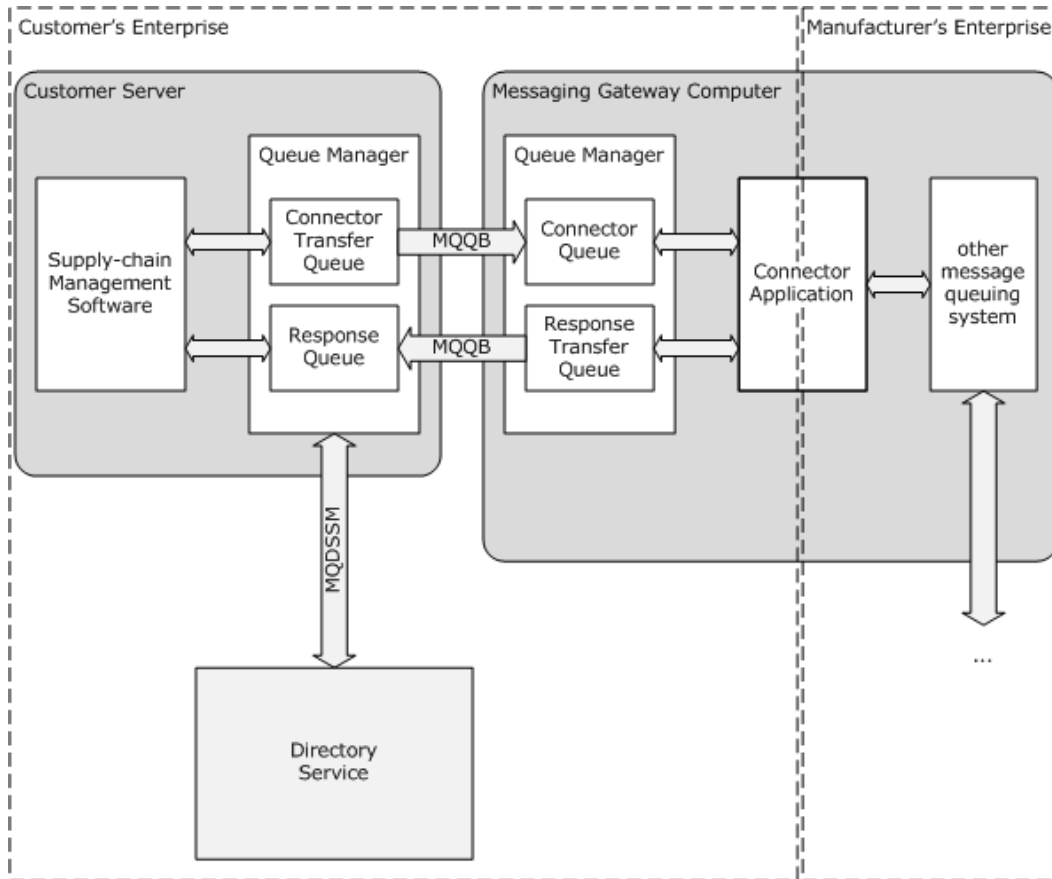 Customer's Enterprise
Manufacturer's Enterprise
Customer Server
Messaging Gateway Computer
Queue Manager
Queue Manager
Supply-chain
Management
Software
Connector
Transfer
Queue
MQQB
Connector
Queue
Connector
Application
other
message
queuing
system
Response
Queue
MQQB
Response
Transfer
Queue
MQDSSM
...
Directory
Service